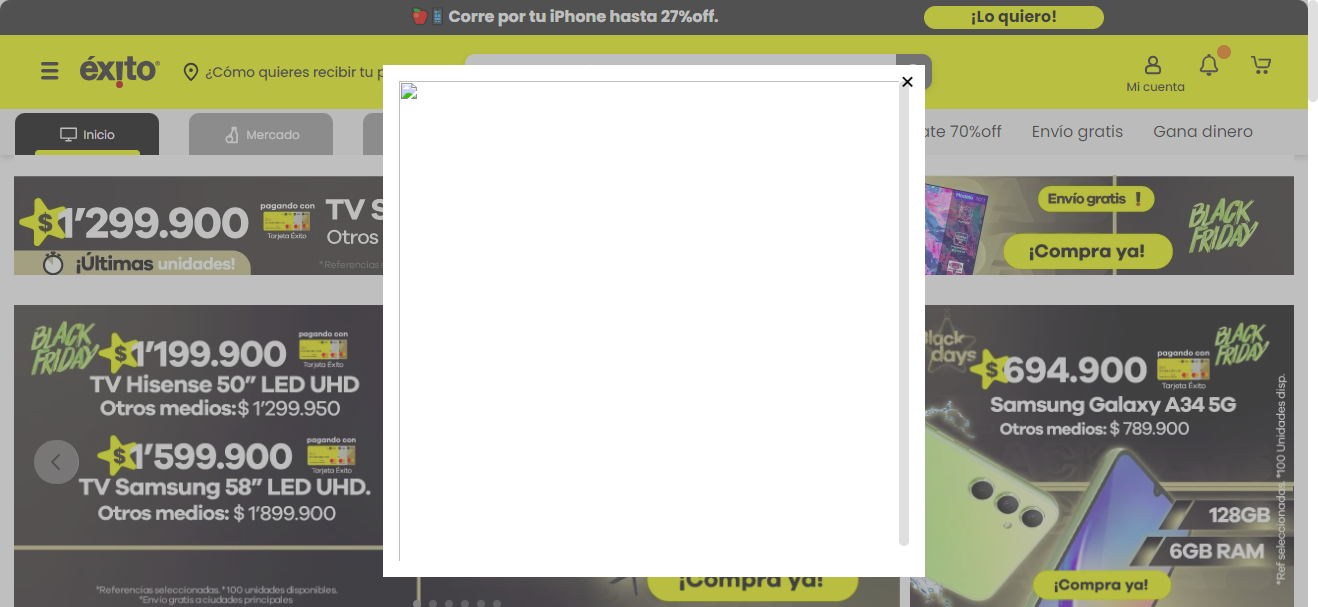 Corre por tu iPhone hasta 27%off.
¡Lo quiero!
éxito
¿Cómo quieres recibir tu p
Mi cuenta
Inicio
Mercado
ate 70%off
Envío gratis
Gana dinero
$1'299.900
pagando con
Tarjeta Éxito
TV S
Otros
¡Últimas unidades!
*Referencias
Envío gratis !
¡Compra ya!
BLACK
FRIDAY
BLACK
FRIDAY
$1'199.900
pagando con
Tarjeta Éxito
TV Hisense 50” LED UHD
Otros medios: $ 1'299.950
$1'599.900
pagando con
Tarjeta Éxito
TV Samsung 58” LED UHD.
Otros medios: $ 1'899.900
*Referencias seleccionadas. *100 unidades disponibles.
*Envío gratis a ciudades principales
¡Compra ya!
black
days
BLACK
FRIDAY
$694.900
pagando con
Tarjeta Éxito
Samsung Galaxy A34 5G
Otros medios: $ 789.900
128GB
6GB RAM
¡Compra ya!
*Ref seleccionadas. *100 Unidades disp.